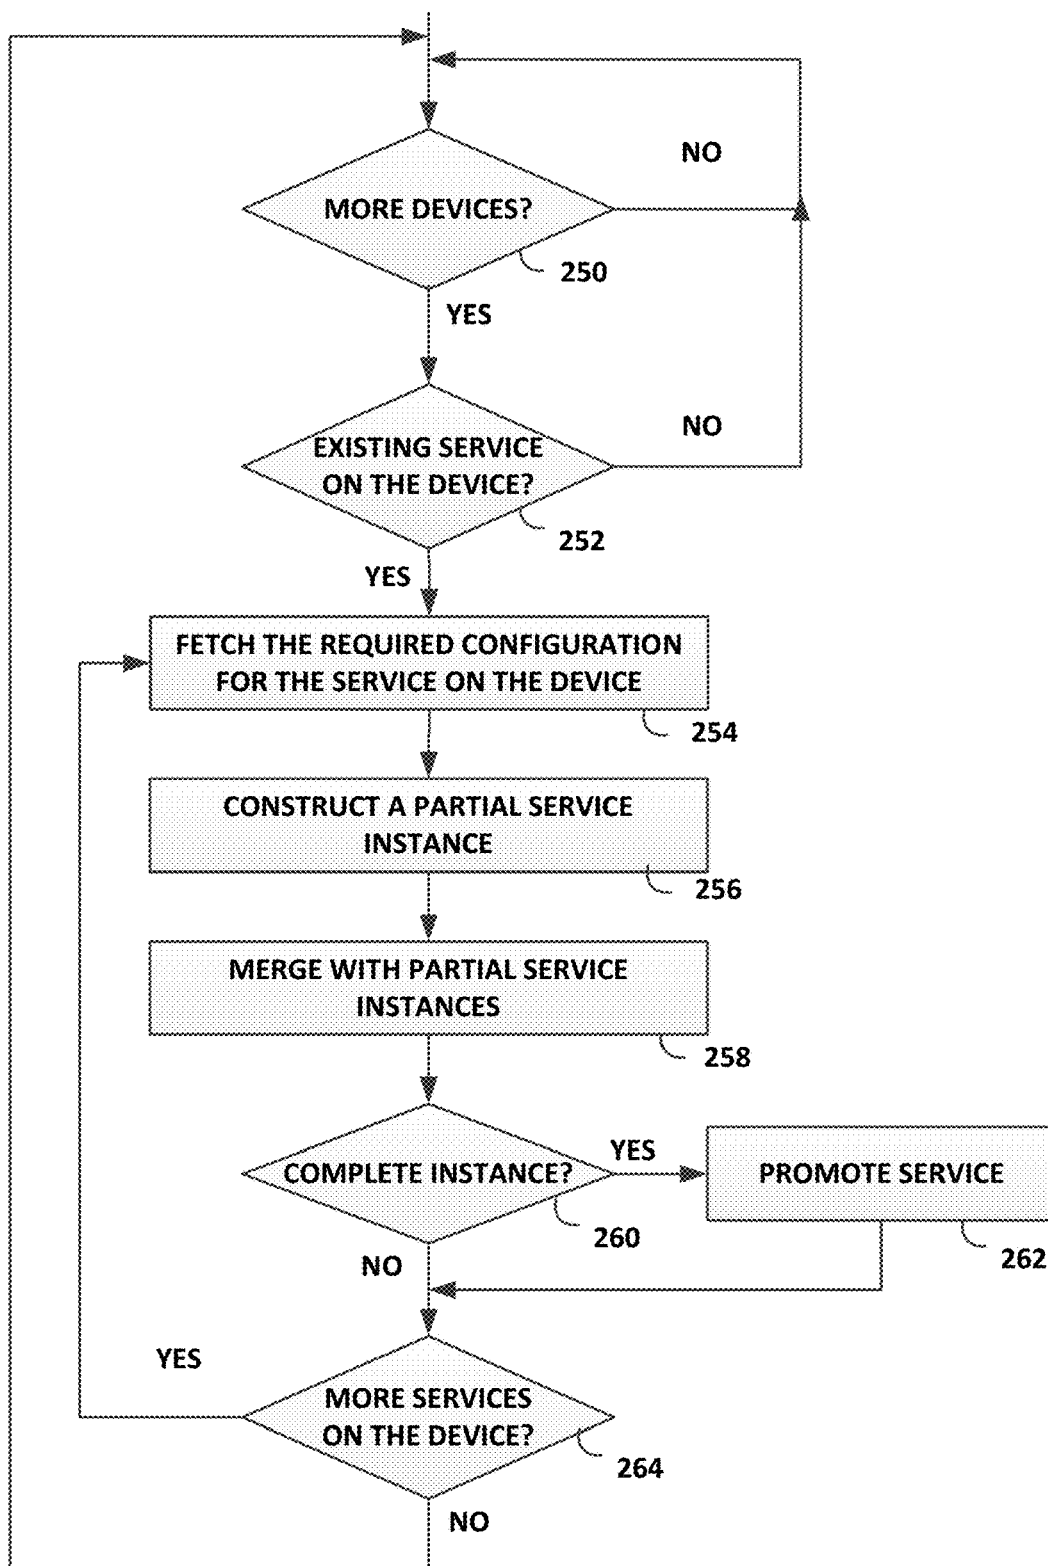 NO
MORE DEVICES?
250
YES
NO
EXISTING SERVICE
ON THE DEVICE?
252
YES
FETCH THE REQUIRED CONFIGURATION
FOR THE SERVICE ON THE DEVICE
254
CONSTRUCT A PARTIAL SERVICE
INSTANCE
256
MERGE WITH PARTIAL SERVICE
INSTANCES
258
COMPLETE INSTANCE?
YES
PROMOTE SERVICE
260
262
NO
YES
MORE SERVICES
ON THE DEVICE?
264
NO